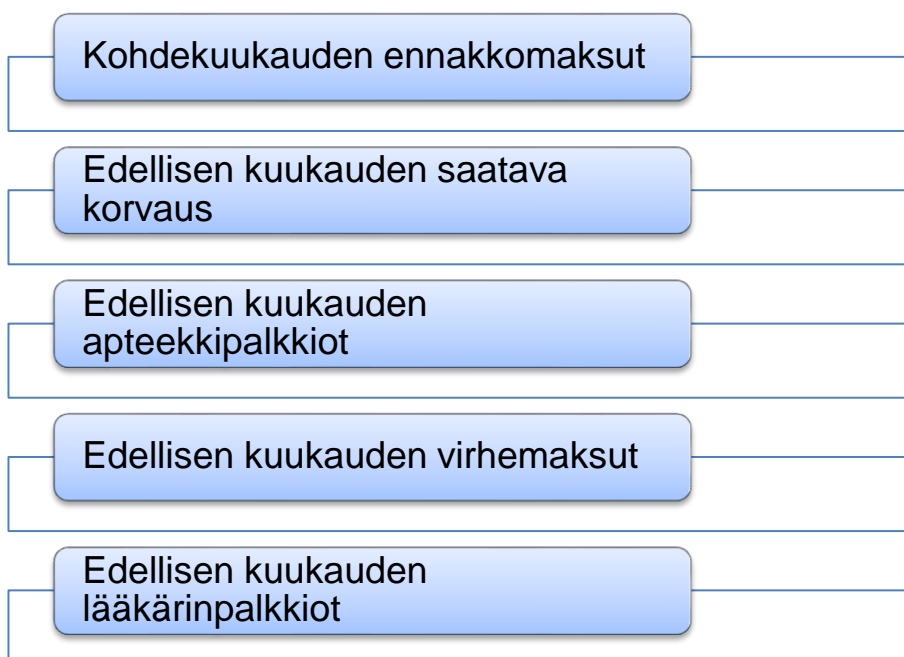 Kohdekuukauden ennakkomaksut
Edellisen kuukauden saatava
korvaus
Edellisen kuukauden
apteekkipalkkiot
Edellisen kuukauden virhemaksut
Edellisen kuukauden
lääkärinpalkkiot